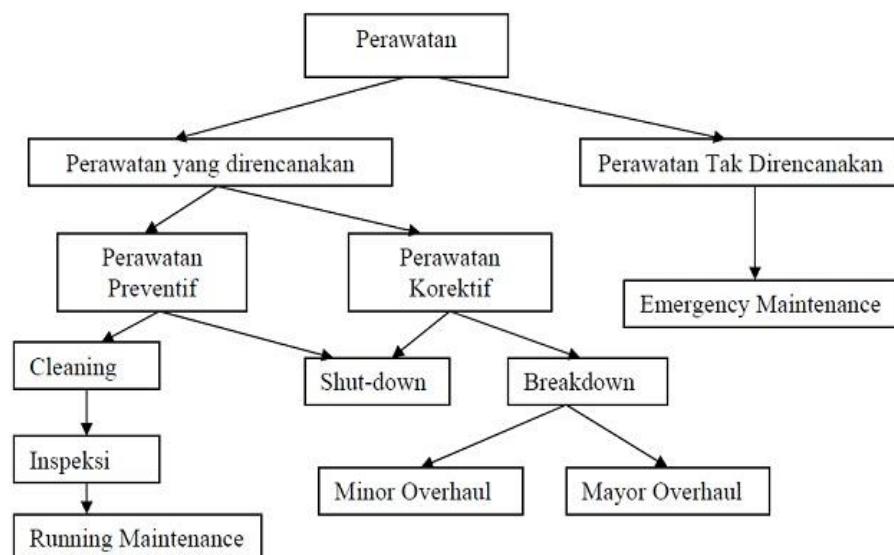 Perawatan
Perawatan yang direncanakan
Perawatan Tak Direncanakan
Perawatan
Preventif
Perawatan
Korektif
Emergency Maintenance
Cleaning
Shut-down
Breakdown
Inspeksi
Minor Overhaul
Mayor Overhaul
Running Maintenance